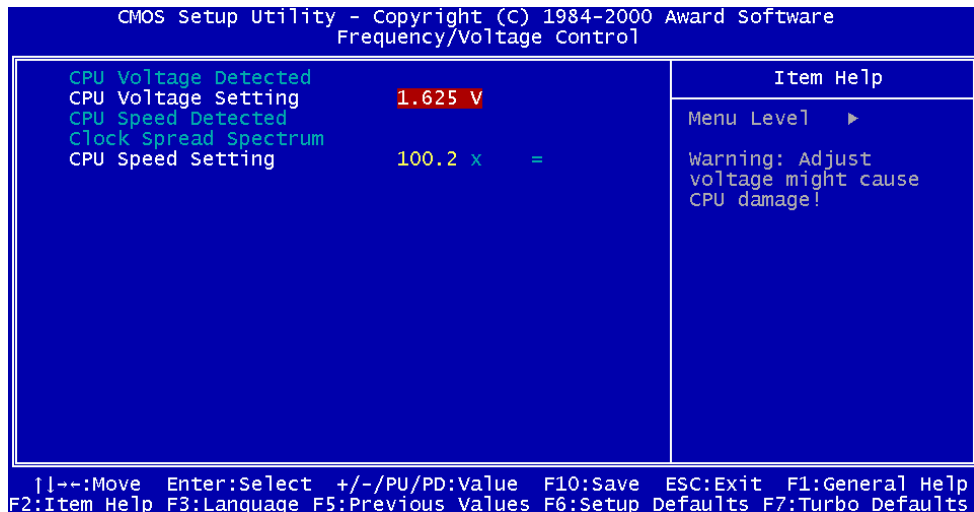 CMOS Setup Utility - Copyright (C) 1984-2000 Award Software
Frequency/Voltage Control
CPU Voltage Detected
CPU Voltage Setting 1.625 V
CPU Speed Detected
Clock Spread Spectrum
CPU Speed Setting 100.2 x =
Item Help
Menu Level ▶
Warning: Adjust
voltage might cause
CPU damage!
↑↓→←:Move Enter:Select +/-/PU/PD:Value F10:Save ESC:Exit F1:General Help
F2:Item Help F3:Language F5:Previous Values F6:Setup Defaults F7:Turbo Defaults